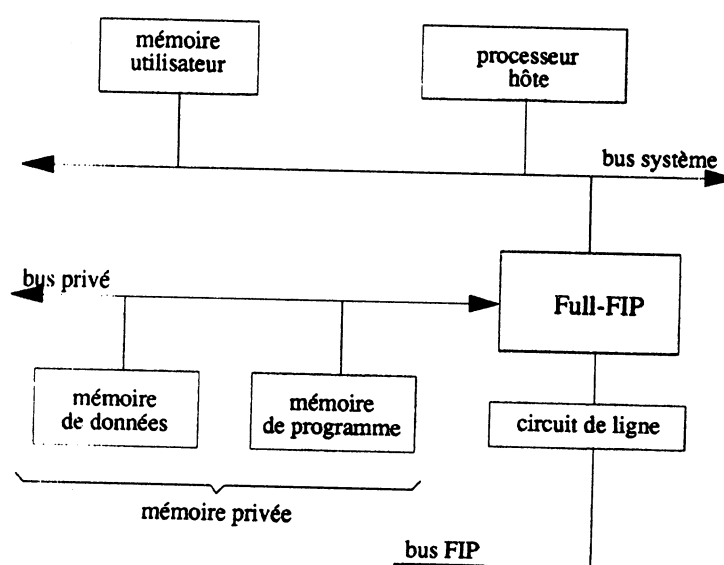 mémoire
utilisateur
processeur
hôte
bus système
bus privé
Full-FIP
mémoire
de données
mémoire
de programme
circuit de ligne
mémoire privée
bus FIP